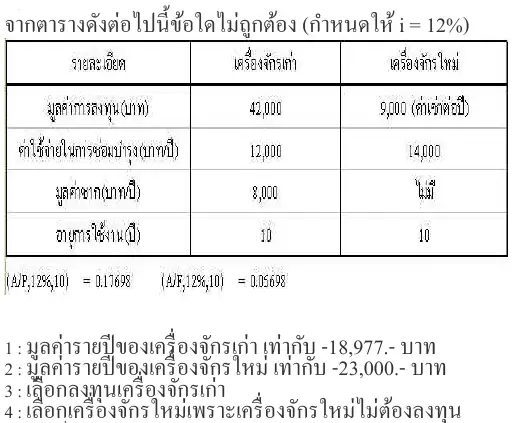 จากตารางดังต่อไปนี้ข้อใดไม่ถูกต้อง (กำหนดให้ i = 12%)
รายละเอียด เครื่องจักรเก่า เครื่องจักรใหม่
มูลค่าการลงทุน(บาท) 42,000 9,000 (ค่าเช่าต่อปี)
ค่าใช้จ่ายในการซ่อมบำรุง(บาท/ปี) 12,000 14,000
มูลค่าซาก(บาท/ปี) 8,000 ไม่มี
อายุการใช้งาน(ปี) 10 10
(A/P,12%,10) = 0.17698 (A/F,12%,10) = 0.05698
1 : มูลค่ารายปีของเครื่องจักรเก่า เท่ากับ -18,977.- บาท
2 : มูลค่ารายปีของเครื่องจักรใหม่ เท่ากับ -23,000.- บาท
3 : เลือกลงทุนเครื่องจักรเก่า
4 : เลือกเครื่องจักรใหม่เพราะเครื่องจักรใหม่ไม่ต้องลงทุน